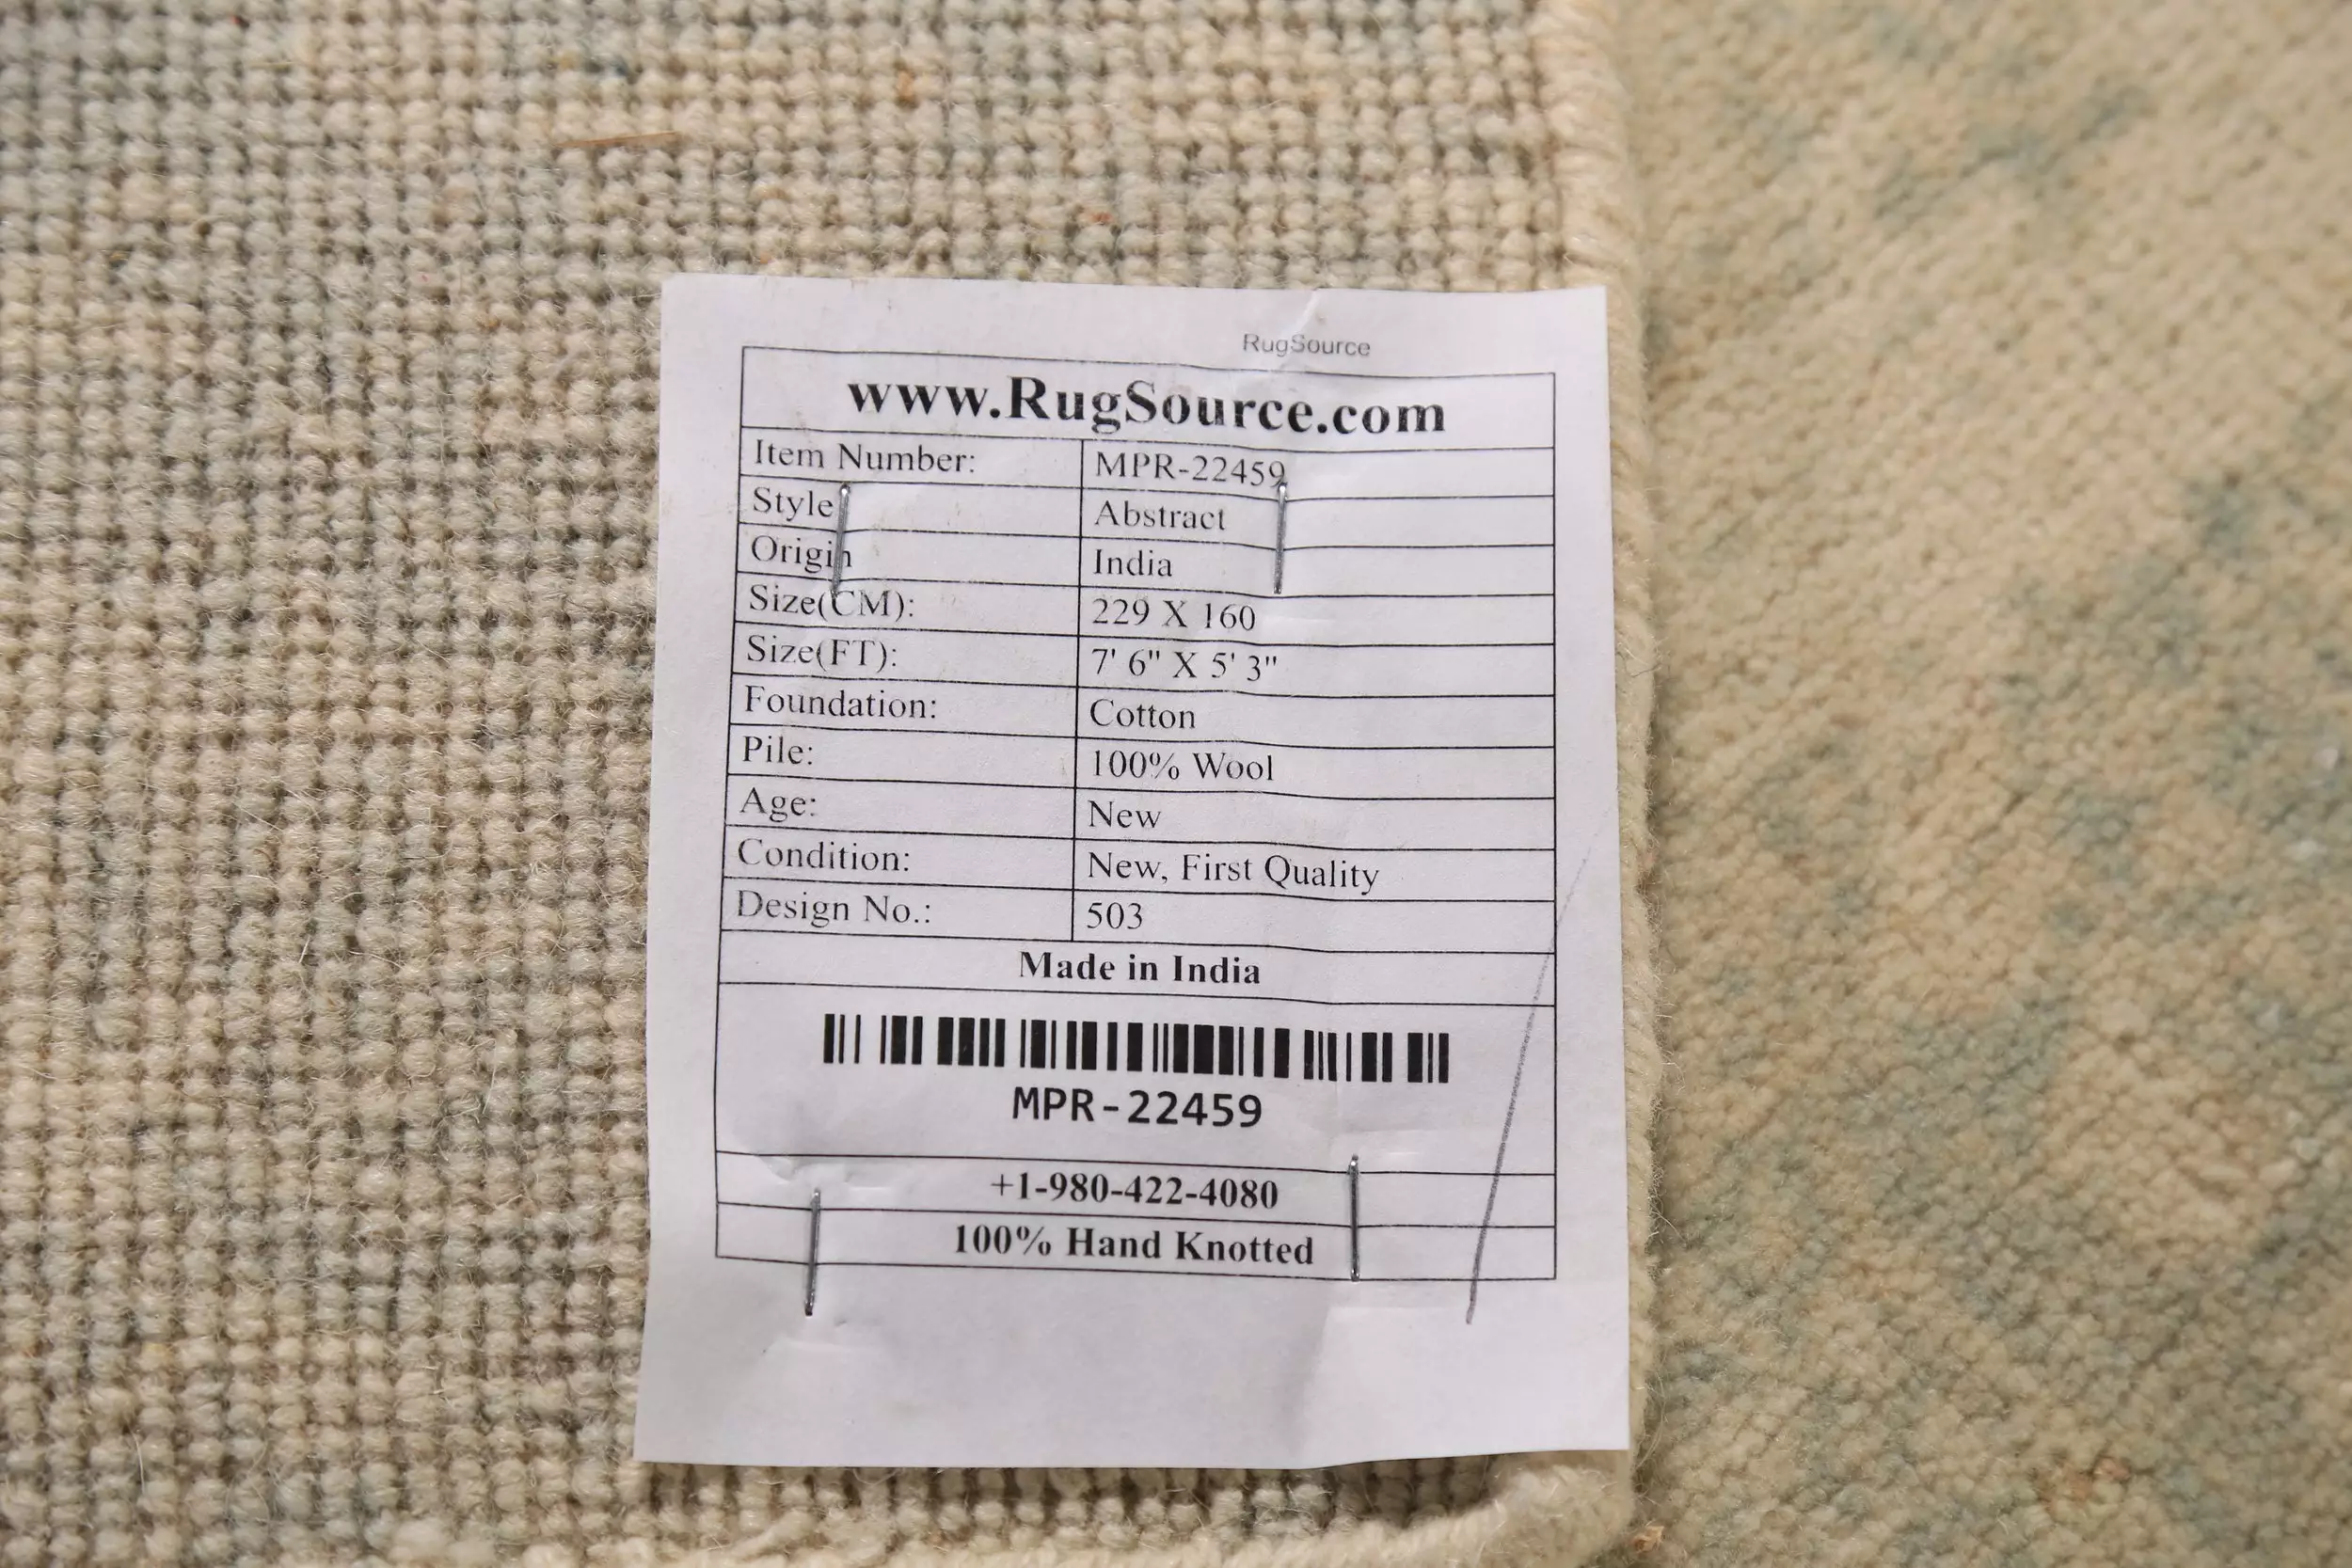 RugSource
www.RugSource.com
Item Number: MPR-22459
Style Abstract
Origin India
Size(CM): 229 X 160
Size(FT): 7' 6" X 5' 3"
Foundation: Cotton
Pile: 100% Wool
Age: New
Condition: New, First Quality
Design No.: 503
Made in India
MPR-22459
+1-980-422-4080
100% Hand Knotted